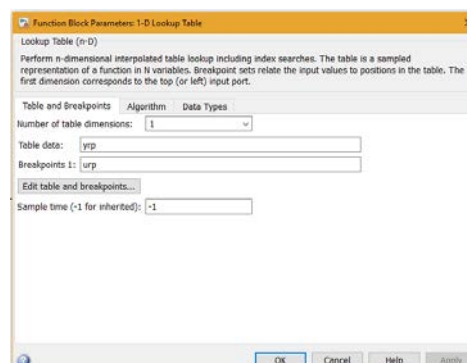 Function Block Parameters: 1-D Lookup Table
Lookup Table (n-D)
Perform n-dimensional interpolated table lookup including index searches. The table is a sampled
representation of a function in N variables. Breakpoint sets relate the input values to positions in the table. The
first dimension corresponds to the top (or left) input port.
Table and Breakpoints Algorithm Data Types
Number of table dimensions: 1
Table data: yrp
Breakpoints 1: urp
Edit table and breakpoints...
Sample time (-1 for inherited): -1
OK Cancel Help Apply